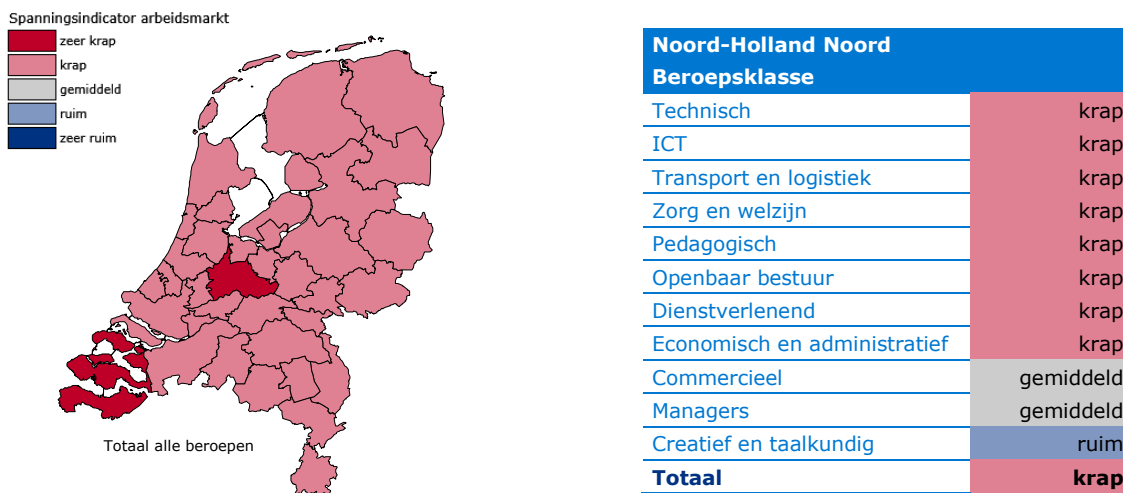 Spanningsindicator arbeidsmarkt
zeer krap
krap
gemiddeld
ruim
zeer ruim
Totaal alle beroepen
Noord-Holland Noord
Beroepsklasse
Technisch krap
ICT krap
Transport en logistiek krap
Zorg en welzijn krap
Pedagogisch krap
Openbaar bestuur krap
Dienstverlenend krap
Economisch en administratief krap
Commercieel gemiddeld
Managers gemiddeld
Creatief en taalkundig ruim
Totaal krap